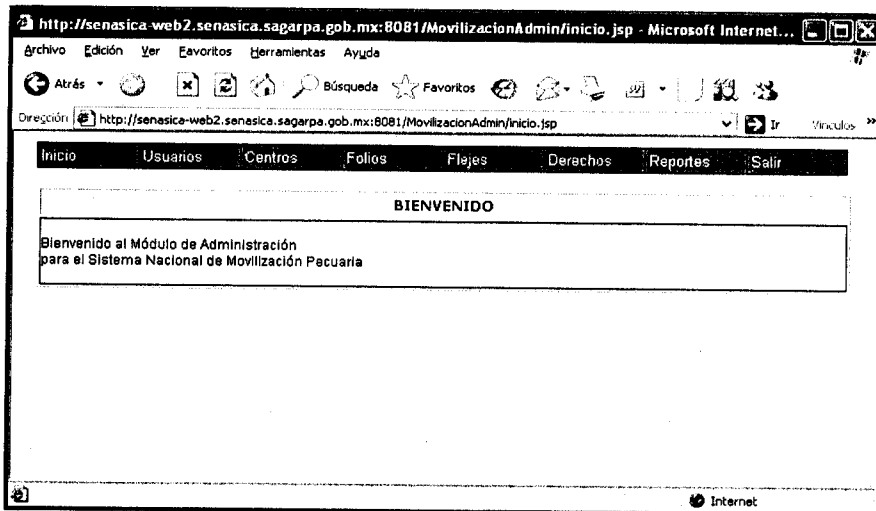 http://senasica-web2.senasica.sagarpa.gob.mx:8081/MovilizacionAdmin/inicio.jsp - Microsoft Internet...
Archivo Edición Ver Favoritos Herramientas Ayuda
Atrás Búsqueda Favoritos
Dirección http://senasica-web2.senasica.sagarpa.gob.mx:8081/MovilizacionAdmin/inicio.jsp Ir Vínculos »
Inicio Usuarios Centros Folios Flejes Derechos Reportes Salir
BIENVENIDO
Bienvenido al Módulo de Administración
para el Sistema Nacional de Movilización Pecuaria
Internet